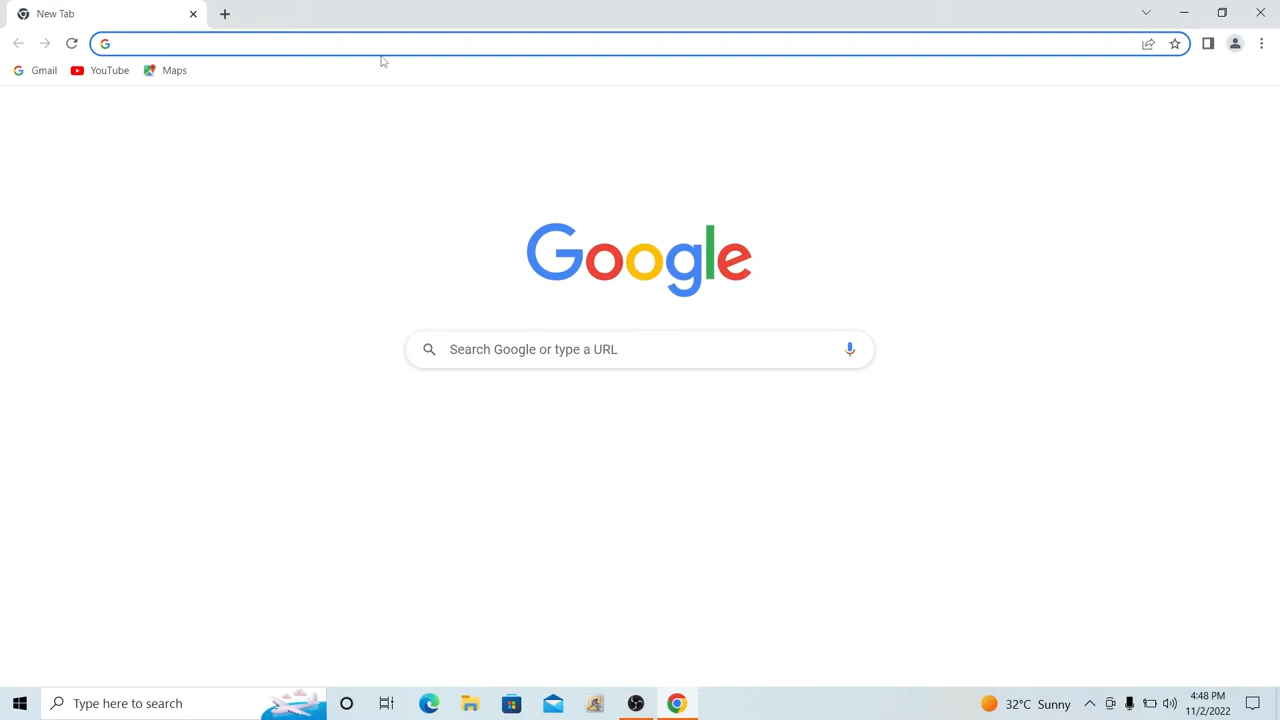 New Tab
Gmail YouTube Maps
Google
Search Google or type a URL
Type here to search
32°C Sunny
4:48 PM
11/2/2022